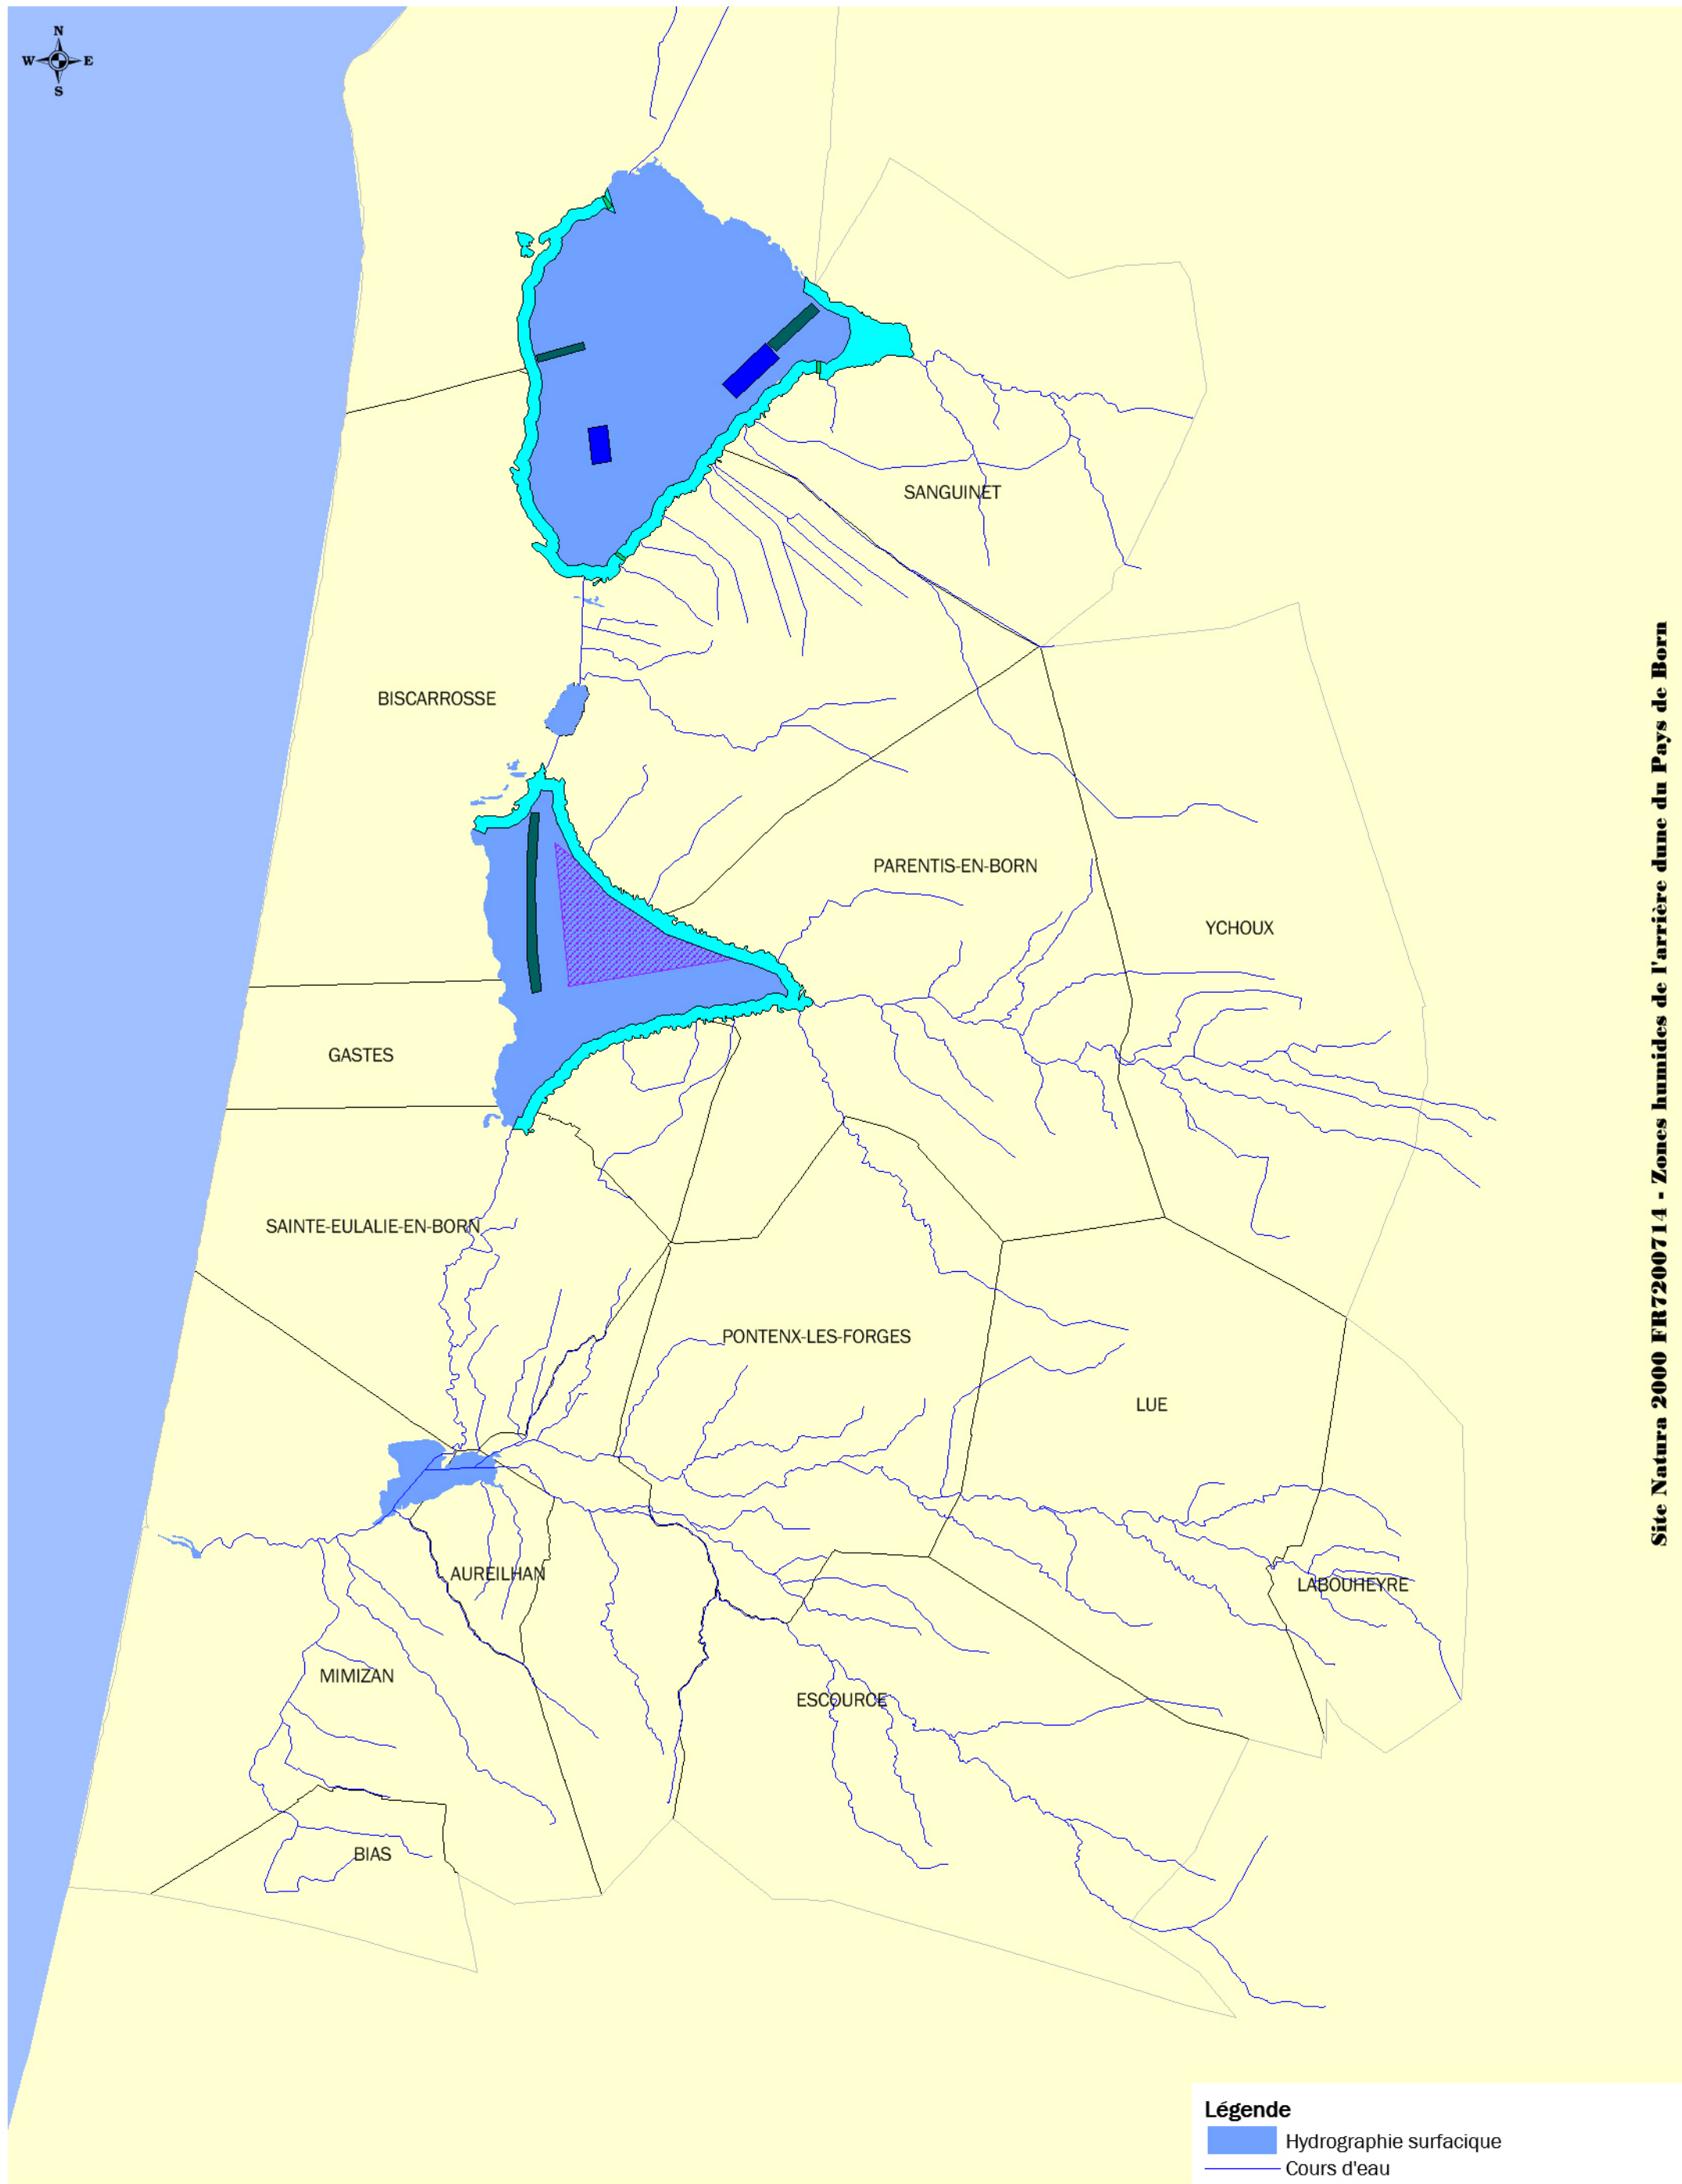 N
W E
S
SANGUINET
BISCARROSSE
PARENTIS-EN-BORN
YCHOUX
GASTES
SAINTE-EULALIE-EN-BORN
PONTENX-LES-FORGES
LUE
AUREILHAN
LABOUHEYRE
MIMIZAN
ESCOURCE
BIAS
Site Natura 2000 FR7200714 - Zones humides de l'arrière dune du Pays de Born
Légende
Hydrographie surfacique
Cours d'eau